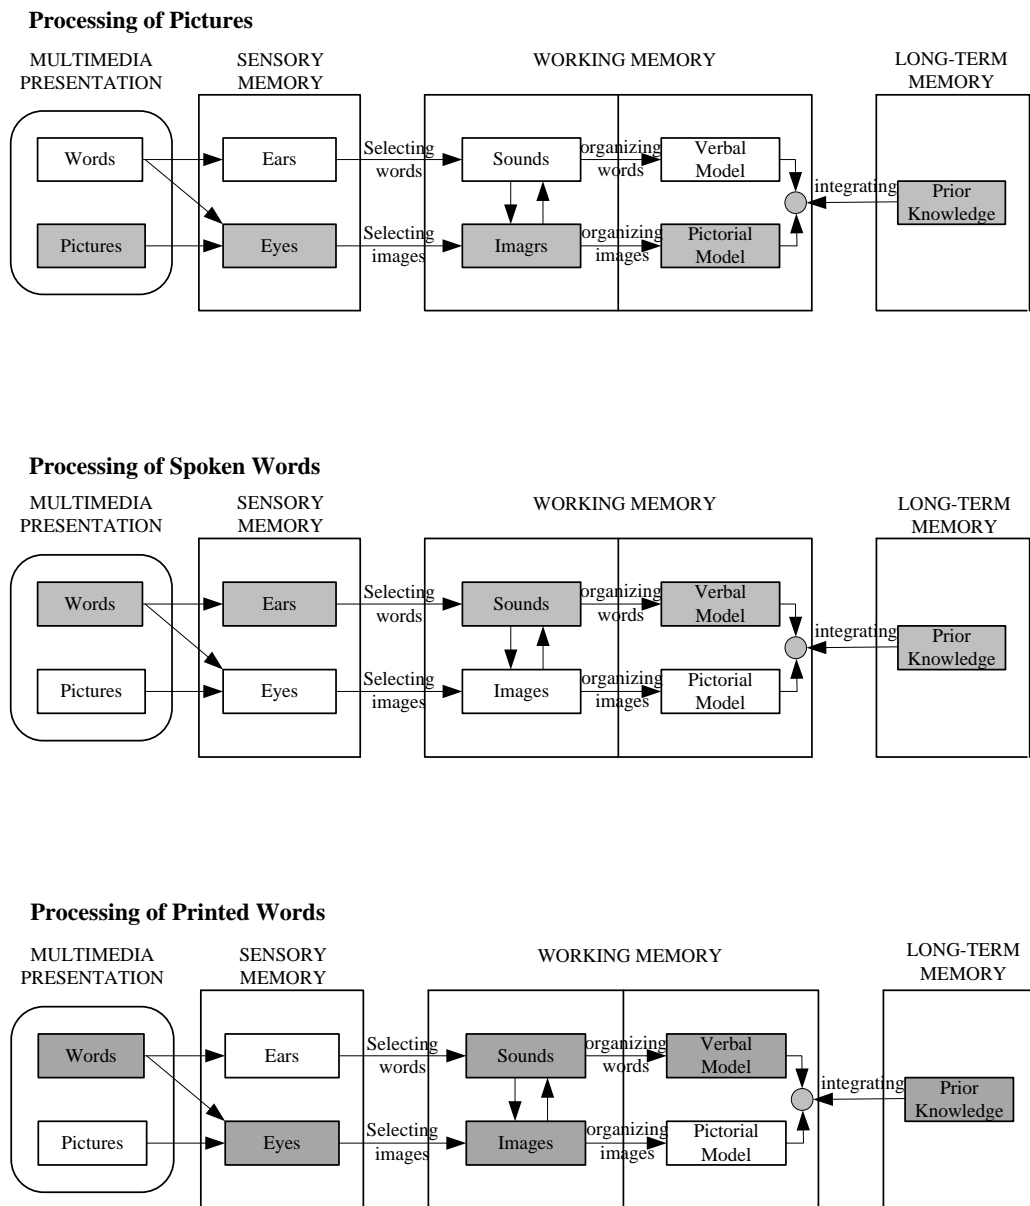 Processing of Pictures
MULTIMEDIA
PRESENTATION
SENSORY
MEMORY
WORKING MEMORY
LONG-TERM
MEMORY
Words
Ears
Selecting
words
Sounds
organizing
words
Verbal
Model
integrating
Prior
Knowledge
Pictures
Eyes
Selecting
images
Imagrs
organizing
images
Pictorial
Model
Processing of Spoken Words
MULTIMEDIA
PRESENTATION
SENSORY
MEMORY
WORKING MEMORY
LONG-TERM
MEMORY
Words
Ears
Selecting
words
Sounds
organizing
words
Verbal
Model
integrating
Prior
Knowledge
Pictures
Eyes
Selecting
images
Images
organizing
images
Pictorial
Model
Processing of Printed Words
MULTIMEDIA
PRESENTATION
SENSORY
MEMORY
WORKING MEMORY
LONG-TERM
MEMORY
Words
Ears
Selecting
words
Sounds
organizing
words
Verbal
Model
integrating
Prior
Knowledge
Pictures
Eyes
Selecting
images
Images
organizing
images
Pictorial
Model